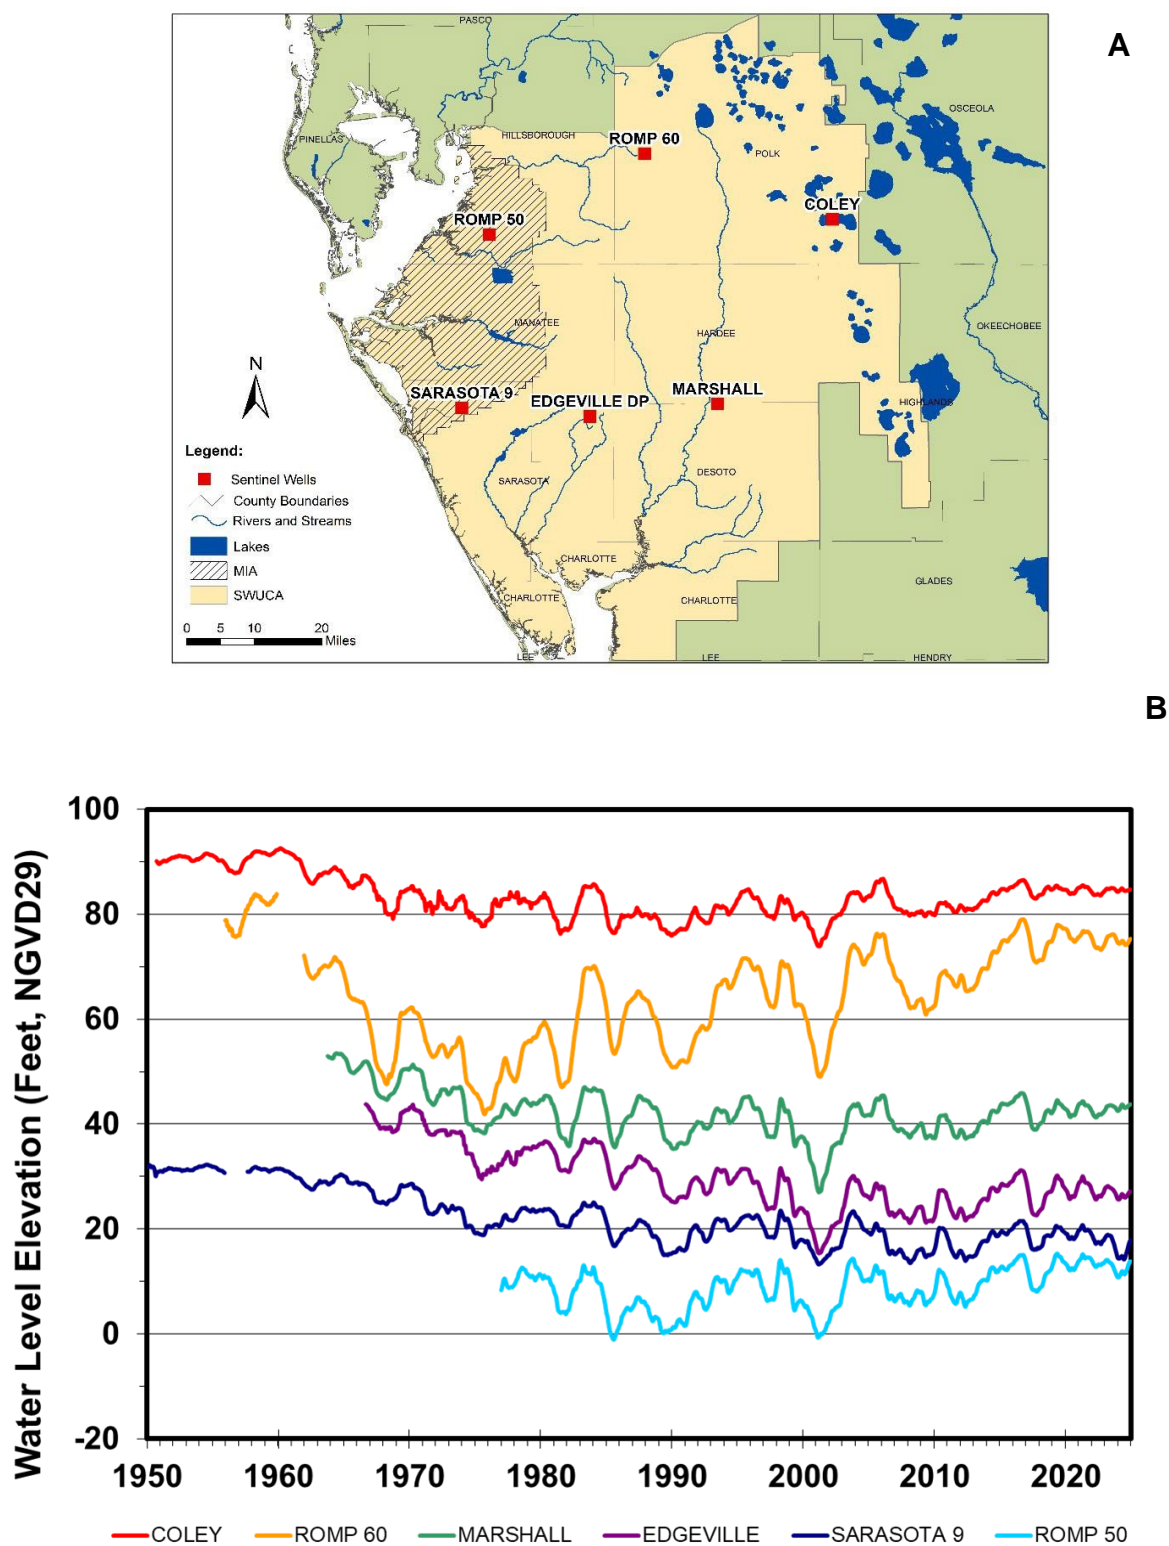 A
PASCO
OSCEOLA
HILLSBOROUGH
ROMP 60
PINELLAS
POLK
COLEY
ROMP 50
MANATEE
HARDEE
OKEECHOBEE
N
SARASOTA 9
EDGEVILLE DP
MARSHALL
HIGHLANDS
Legend:
Sentinel Wells
County Boundaries
Rivers and Streams
Lakes
MIA
SWUCA
SARASOTA
DESOTO
CHARLOTTE
GLADES
CHARLOTTE
CHARLOTTE
0 5 10 20
Miles
LEE
LEE
HENDRY
B
Water Level Elevation (Feet, NGVD29)
100
80
60
40
20
0
-20
1950 1960 1970 1980 1990 2000 2010 2020
COLEY ROMP 60 MARSHALL EDGEVILLE SARASOTA 9 ROMP 50